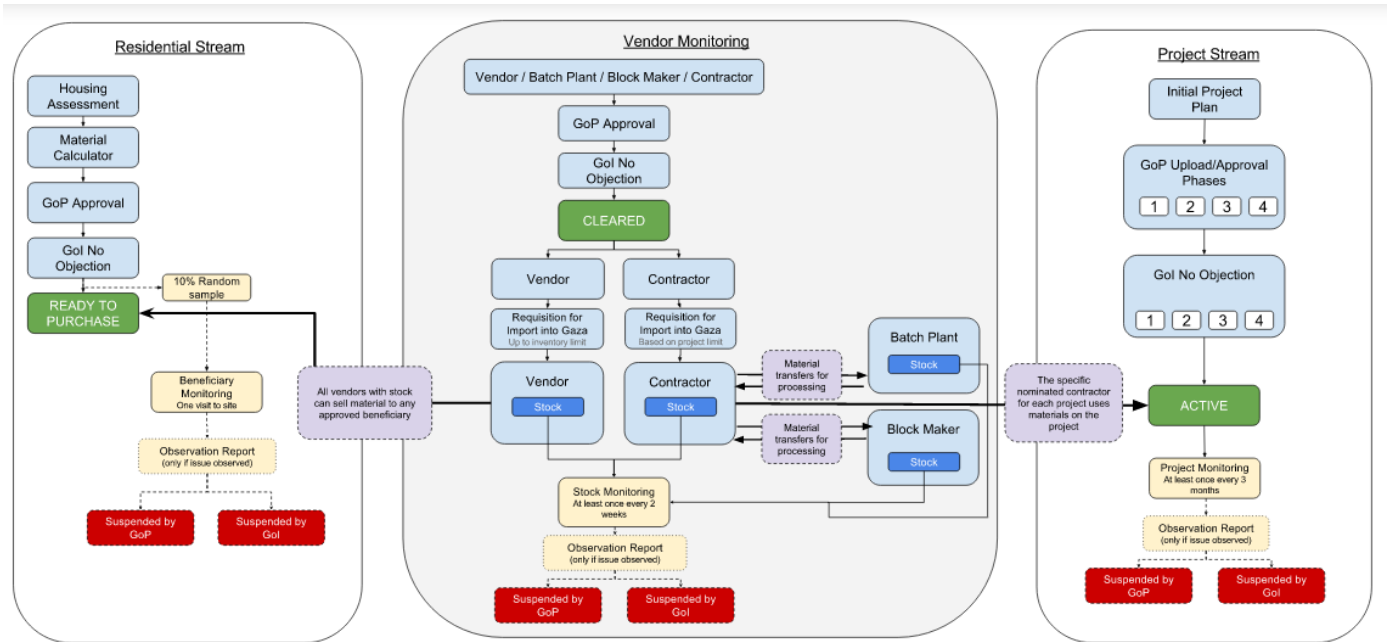 Residential Stream
Housing
Assessment
Material
Calculator
GoP Approval
GoI No
Objection
10% Random
sample
READY TO
PURCHASE
Beneficiary
Monitoring
One visit to site
Observation Report
(only if issue observed)
Suspended by
GoP
Suspended by
GoI
All vendors with stock
can sell material to any
approved beneficiary
Vendor Monitoring
Vendor / Batch Plant / Block Maker / Contractor
GoP Approval
GoI No
Objection
CLEARED
Vendor
Contractor
Requisition for
Import into Gaza
Up to inventory limit
Requisition for
Import into Gaza
Based on project limit
Vendor
Stock
Contractor
Stock
Material
transfers for
processing
Material
transfers for
processing
Batch Plant
Stock
Block Maker
Stock
Stock Monitoring
At least once every 2
weeks
Observation Report
(only if issue observed)
Suspended by
GoP
Suspended by
GoI
The specific
nominated contractor
for each project uses
materials on the
project
Project Stream
Initial Project
Plan
GoP Upload/Approval
Phases
1 2 3 4
GoI No Objection
1 2 3 4
ACTIVE
Project Monitoring
At least once every 3
months
Observation Report
(only if issue observed)
Suspended by
GoP
Suspended by
GoI